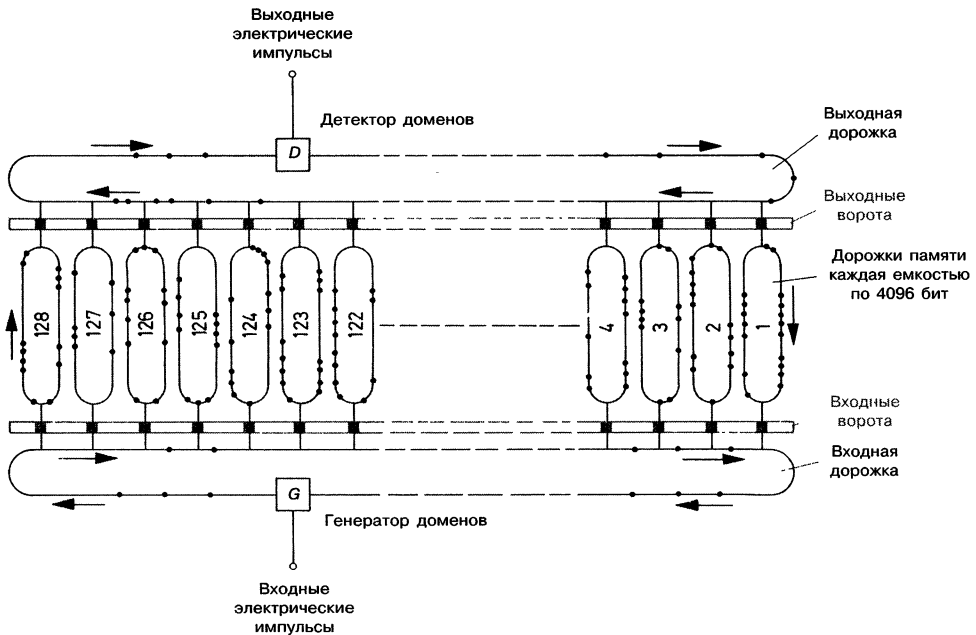 Выходные
электрические
импульсы
Детектор доменов
D
Выходная
дорожка
Выходные
ворота
Дорожки памяти
каждая емкостью
по 4096 бит
128
127
126
125
124
123
122
4
3
2
1
Входные
ворота
Входная
дорожка
G
Генератор доменов
Входные
электрические
импульсы